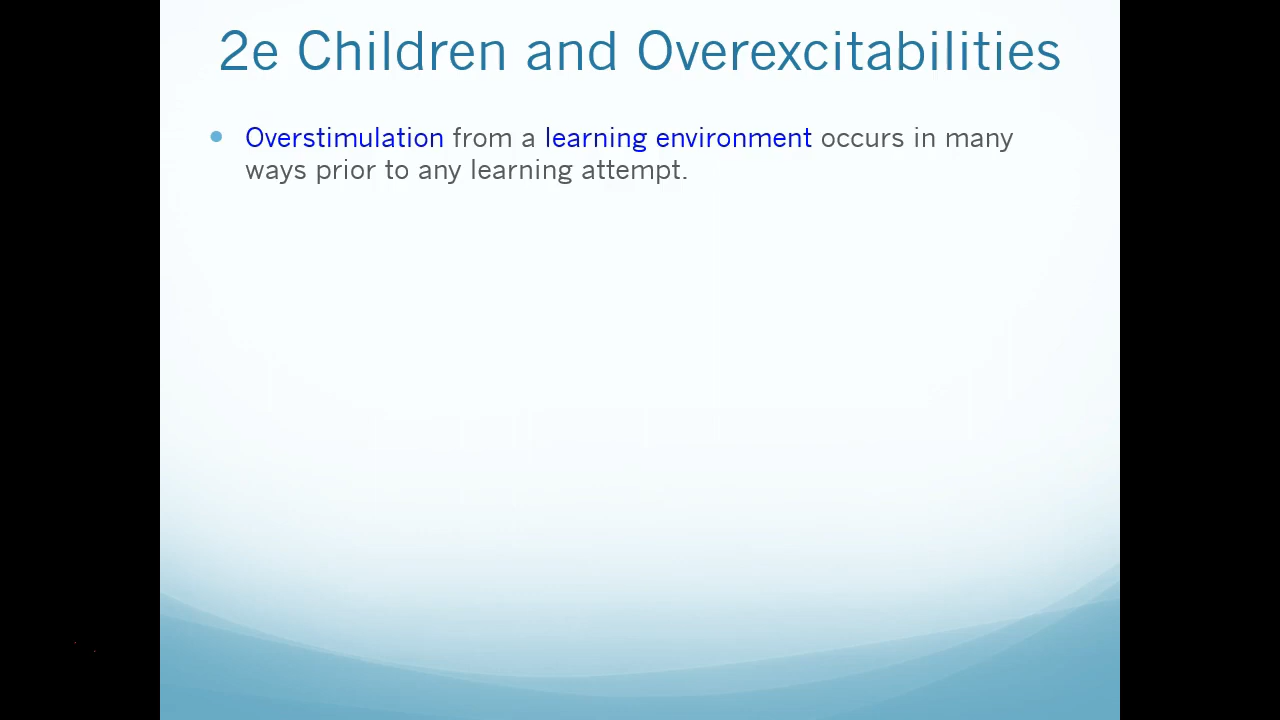 2e Children and Overexcitabilities
Overstimulation from a learning environment occurs in many
ways prior to any learning attempt.